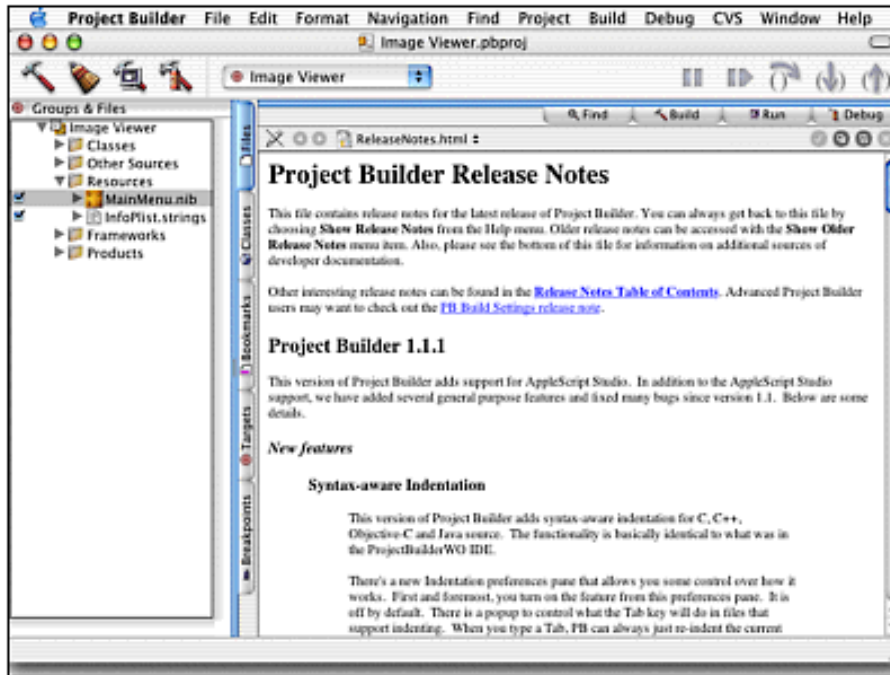 Project Builder File Edit Format Navigation Find Project Build Debug CVS Window Help
Image Viewer.pbproj
Image Viewer
Groups & Files
Image Viewer
Classes
Other Sources
Resources
MainMenu.nib
InfoPlist.strings
Frameworks
Products
Files
Classes
Bookmarks
Targets
Breakpoints
Find Build Run Debug
ReleaseNotes.html
Project Builder Release Notes
This file contains release notes for the latest release of Project Builder. You can always get back to this file by
choosing Show Release Notes from the Help menu. Older release notes can be accessed with the Show Older
Release Notes menu item. Also, please see the bottom of this file for information on additional sources of
developer documentation.
Other interesting release notes can be found in the Release Notes Table of Contents. Advanced Project Builder
users may want to check out the PB Build Settings release note.
Project Builder 1.1.1
This version of Project Builder adds support for AppleScript Studio. In addition to the AppleScript Studio
support, we have added several general purpose features and fixed many bugs since version 1.1. Below are some
details.
New features
Syntax-aware Indentation
This version of Project Builder adds syntax-aware indentation for C, C++,
Objective-C and Java source. The functionality is basically identical to what was in
the ProjectBuilderWO IDE.
There's a new Indentation preferences pane that allows you some control over how it
works. First and foremost, you turn on the feature from this preferences pane. It is
off by default. There is a popup to control what the Tab key will do in files that
support indenting. When you type a Tab, PB can always just re-indent the current